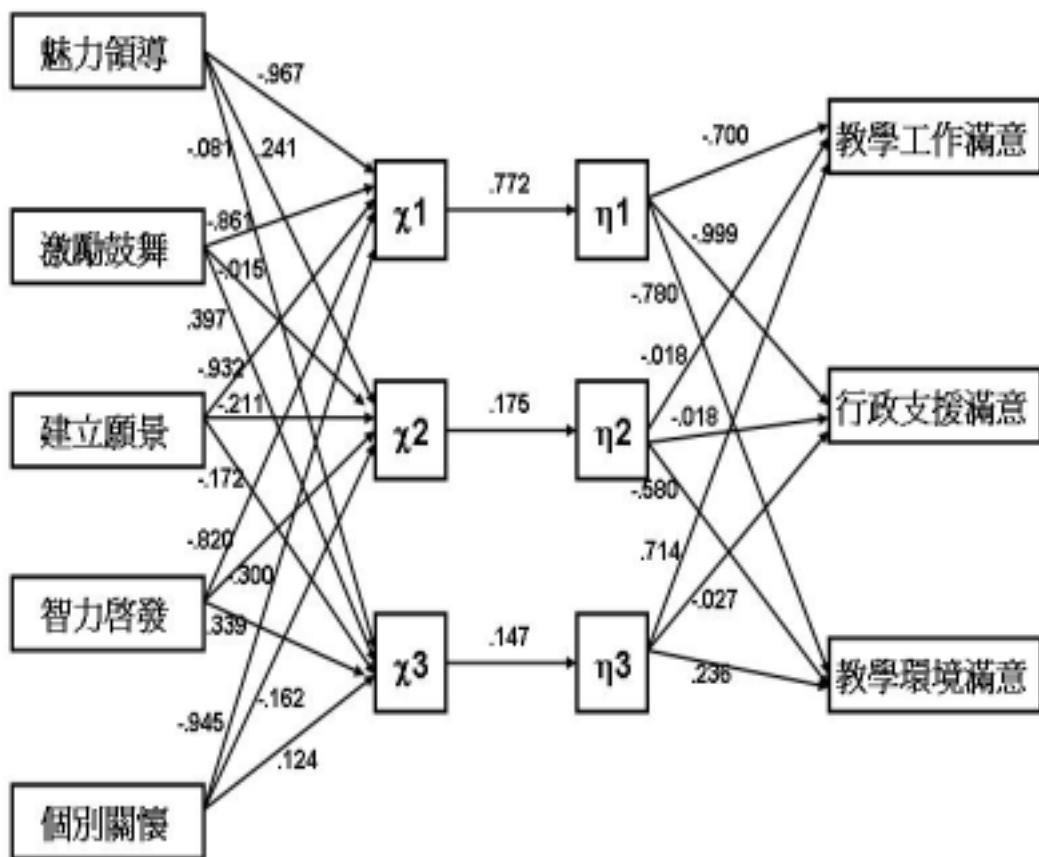 魅力領導
-.967
-.081
.241
教學工作滿意
-.700
.772
χ1
η1
激勵鼓舞
-.861
-.015
-.999
-.780
.397
-.932
-.018
建立願景
-.211
χ2
.175
η2
-.018
行政支援滿意
-.172
-.580
-.820
.714
智力啓發
-.300
-.027
.339
χ3
.147
η3
.236
教學環境滿意
-.162
-.945
.124
個別關懷